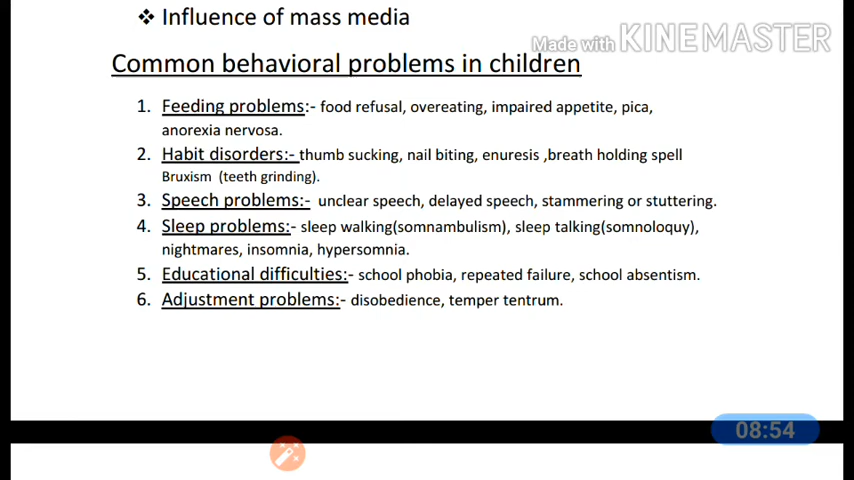 ❖ Influence of mass media
Made with KINEMASTER
Common behavioral problems in children
1. Feeding problems:- food refusal, overeating, impaired appetite, pica,
anorexia nervosa.
2. Habit disorders:- thumb sucking, nail biting, enuresis ,breath holding spell
Bruxism (teeth grinding).
3. Speech problems:- unclear speech, delayed speech, stammering or stuttering.
4. Sleep problems:- sleep walking(somnambulism), sleep talking(somnoloquy),
nightmares, insomnia, hypersomnia.
5. Educational difficulties:- school phobia, repeated failure, school absentism.
6. Adjustment problems:- disobedience, temper tentrum.
08:54